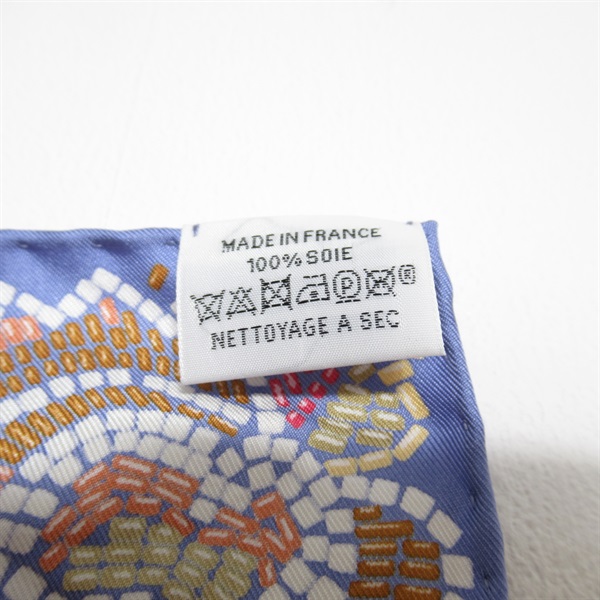 MADE IN FRANCE
100% SOIE
P ®
NETTOYAGE A SEC